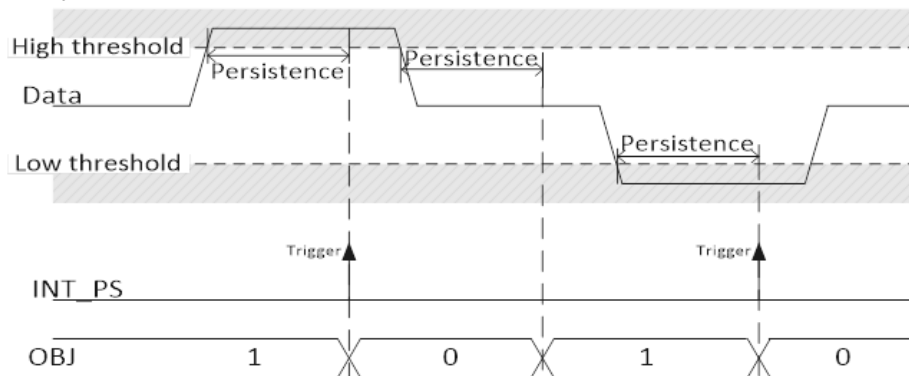 High threshold
Persistence
Persistence
Data
Persistence
Low threshold
Trigger
Trigger
INT_PS
OBJ 1 0 1 0